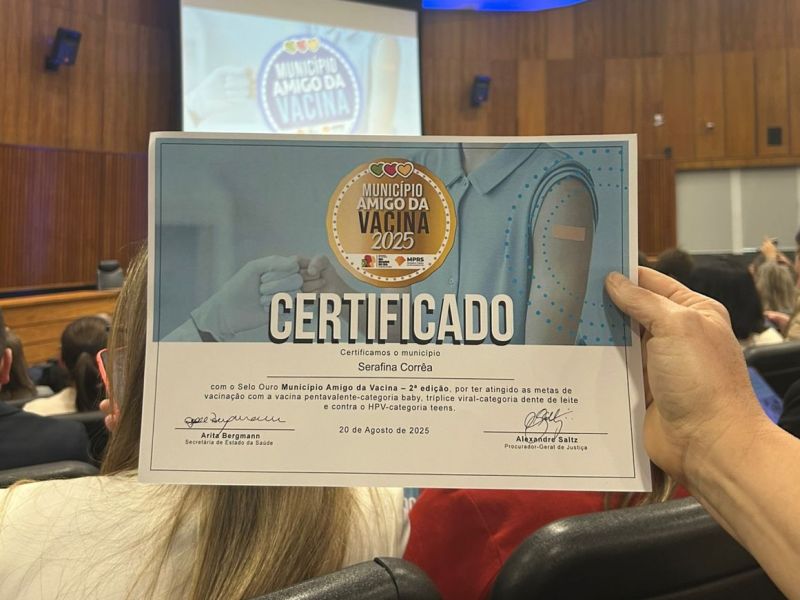 MUNICÍPIO
AMIGO DA
VACINA
MUNICÍPIO
AMIGO DA
VACINA
2025
MPRS
CERTIFICADO
Certificamos o município
Serafina Corrêa
com o Selo Ouro Município Amigo da Vacina – 2ª edição, por ter atingido as metas de
vacinação com a vacina pentavalente-categoria baby, tríplice viral-categoria dente de leite
e contra o HPV-categoria teens.
20 de Agosto de 2025
Arita Bergmann
Secretária de Estado da Saúde
Alexandre Saltz
Procurador-Geral de Justiça